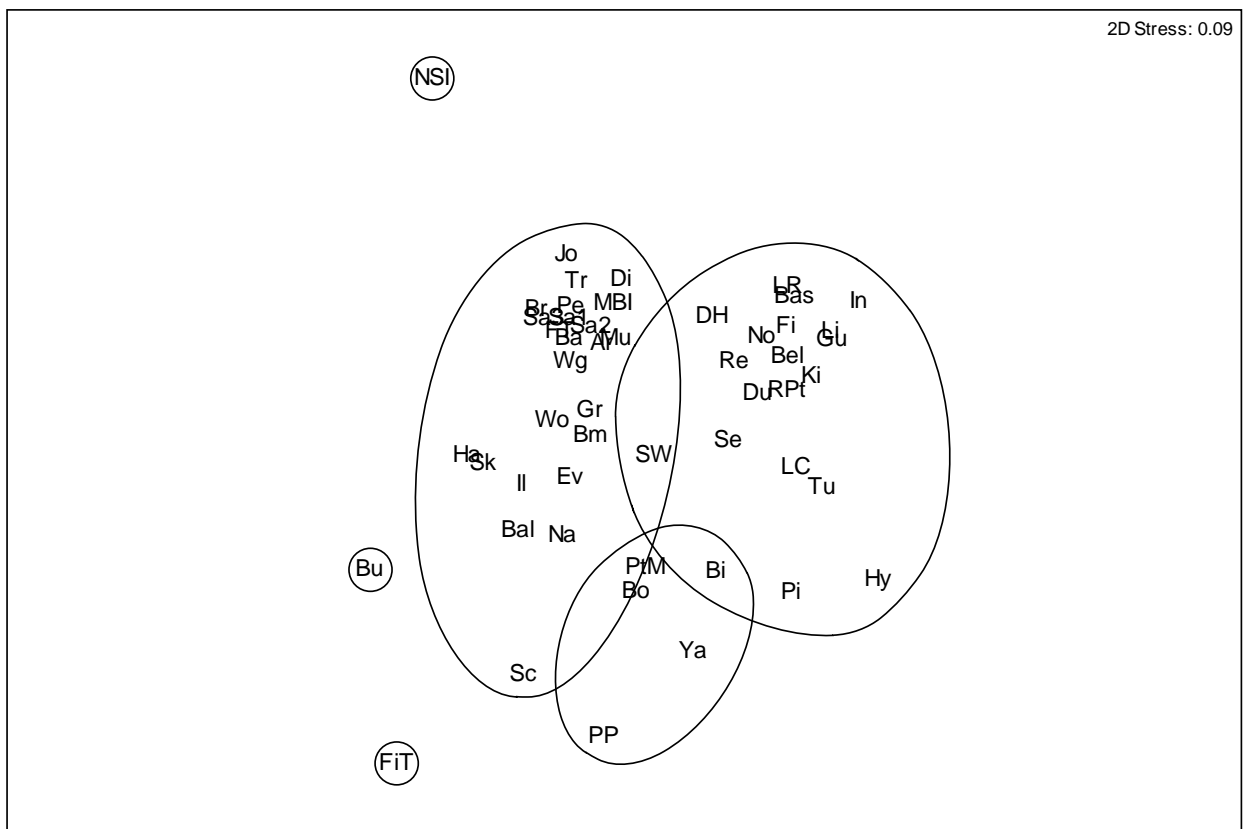 2D Stress: 0.09
NSI
Jo
Tr
Di
LR
Bas
In
Br
Pe
MBI
DH
Sa1
Sa2
No
Fi
Li
Gu
Ba
Mu
Wg
Re
Bel
Ki
Du
RPt
Wo
Gr
Bm
Se
SW
Ha
Sk
LC
Il
Ev
Tu
Bal
Na
Bu
PtM
Bi
Hy
Bo
Pi
Ya
Sc
PP
FiT